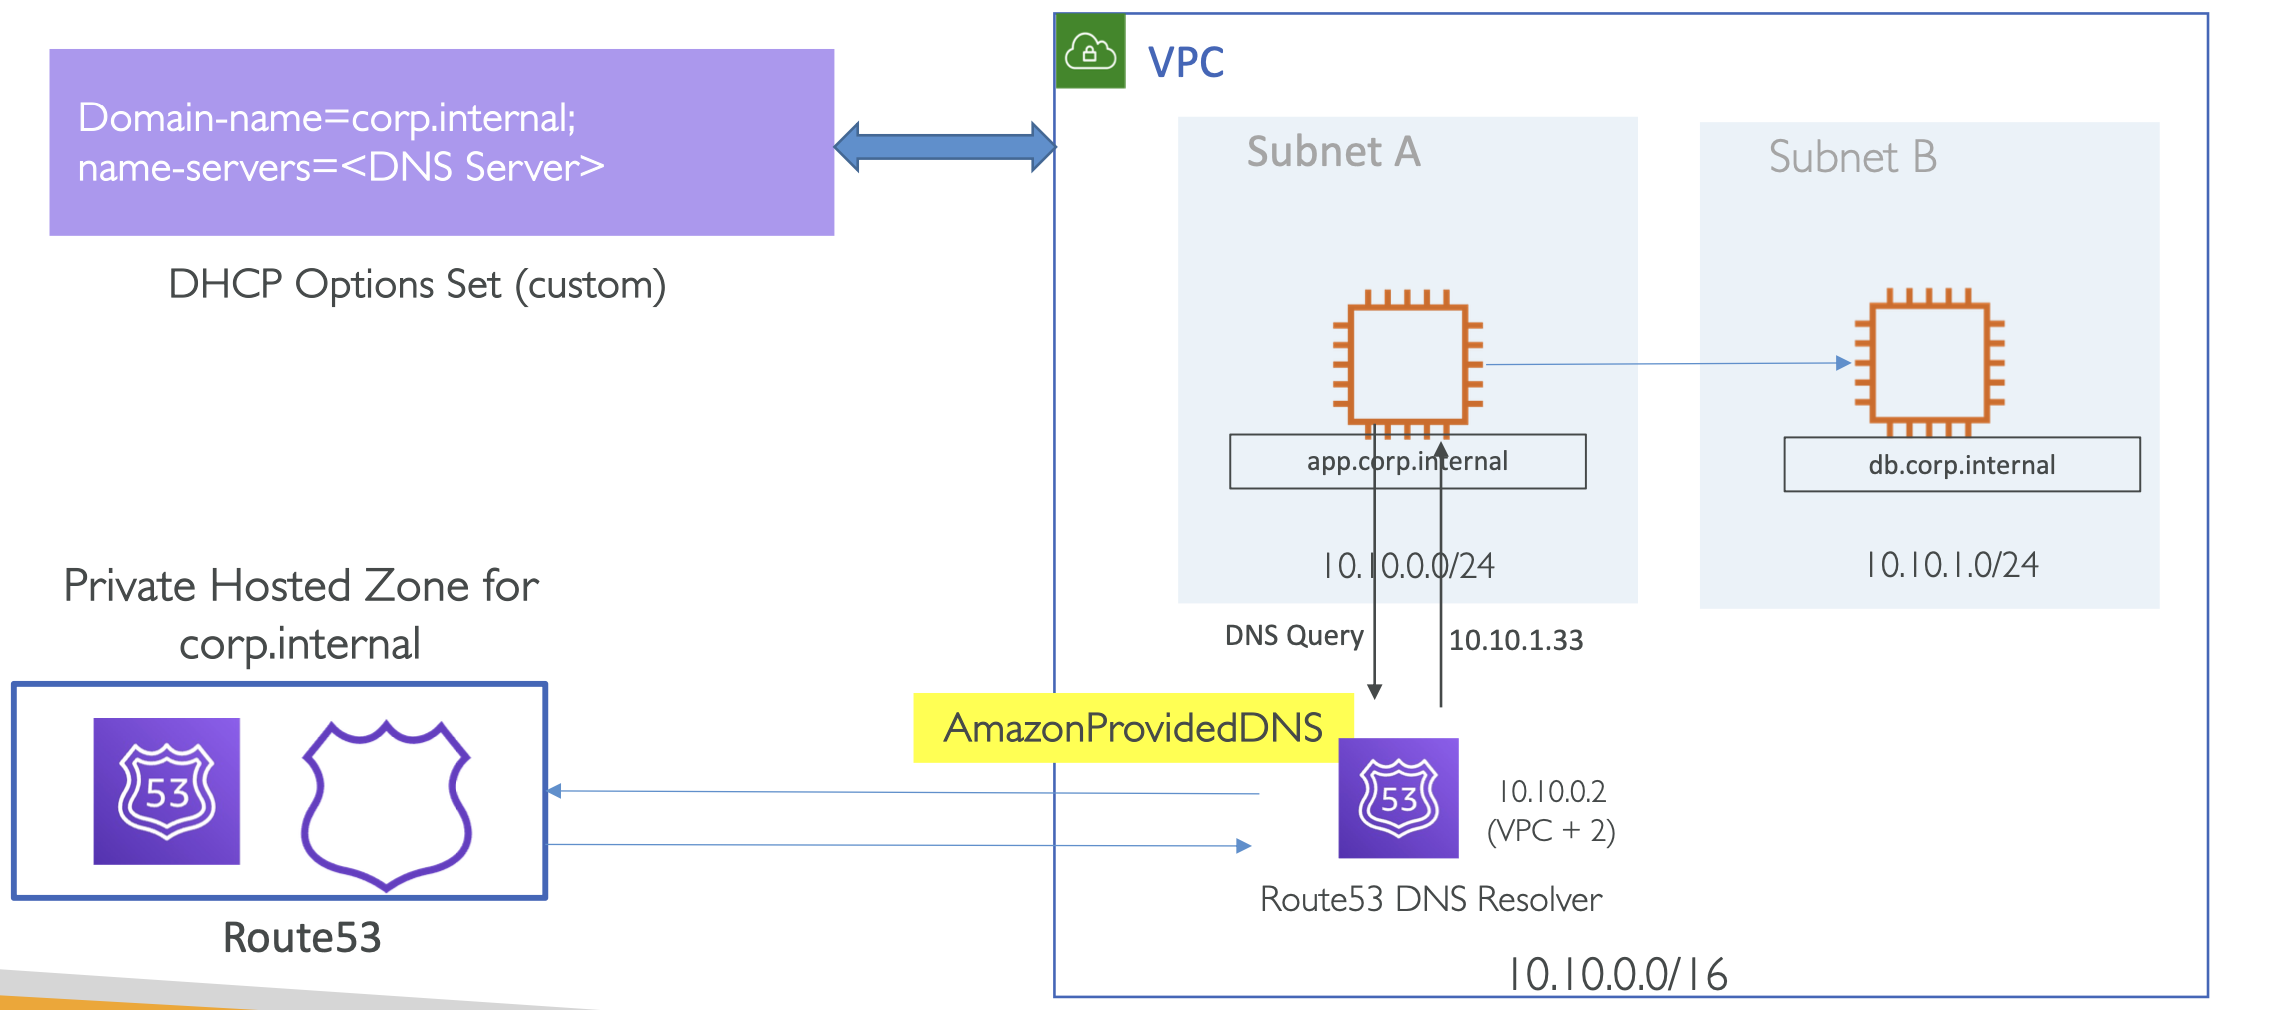 Domain-name=corp.internal;
name-servers=<DNS Server>
DHCP Options Set (custom)
VPC
Subnet A
Subnet B
app.corp.internal
db.corp.internal
10.10.0.0/24
10.10.1.0/24
DNS Query
10.10.1.33
Private Hosted Zone for
corp.internal
53
Route53
AmazonProvidedDNS
53
10.10.0.2
(VPC + 2)
Route53 DNS Resolver
10.10.0.0/16